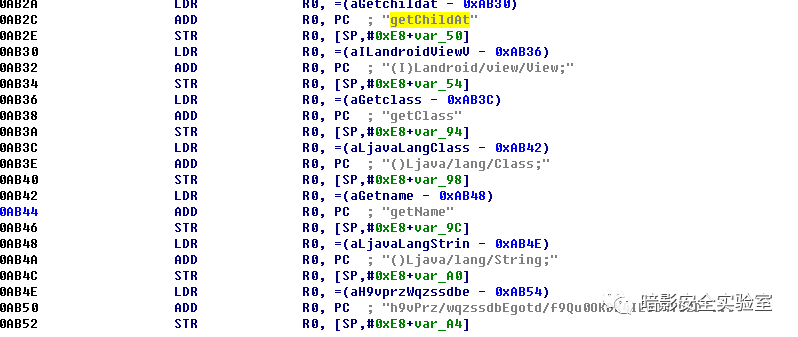 0AB2A LDR R0, =(aGetchildat - 0xAB30)
0AB2C ADD R0, PC ; "getChildAt"
0AB2E STR R0, [SP,#0xE8+var_50]
0AB30 LDR R0, =(aILandroidViewV - 0xAB36)
0AB32 ADD R0, PC ; "(I)Landroid/view/View;"
0AB34 STR R0, [SP,#0xE8+var_54]
0AB36 LDR R0, =(aGetclass - 0xAB3C)
0AB38 ADD R0, PC ; "getClass"
0AB3A STR R0, [SP,#0xE8+var_94]
0AB3C LDR R0, =(aLjavaLangClass - 0xAB42)
0AB3E ADD R0, PC ; "()Ljava/lang/Class;"
0AB40 STR R0, [SP,#0xE8+var_98]
0AB42 LDR R0, =(aGetname - 0xAB48)
0AB44 ADD R0, PC ; "getName"
0AB46 STR R0, [SP,#0xE8+var_9C]
0AB48 LDR R0, =(aLjavaLangStrin - 0xAB4E)
0AB4A ADD R0, PC ; "()Ljava/lang/String;"
0AB4C STR R0, [SP,#0xE8+var_A0]
0AB4E LDR R0, =(aH9vprzWqzssdbe - 0xAB54)
0AB50 ADD R0, PC ;
0AB52 STR R0, [SP,#0xE8+var_A4]
暗影安全实验室